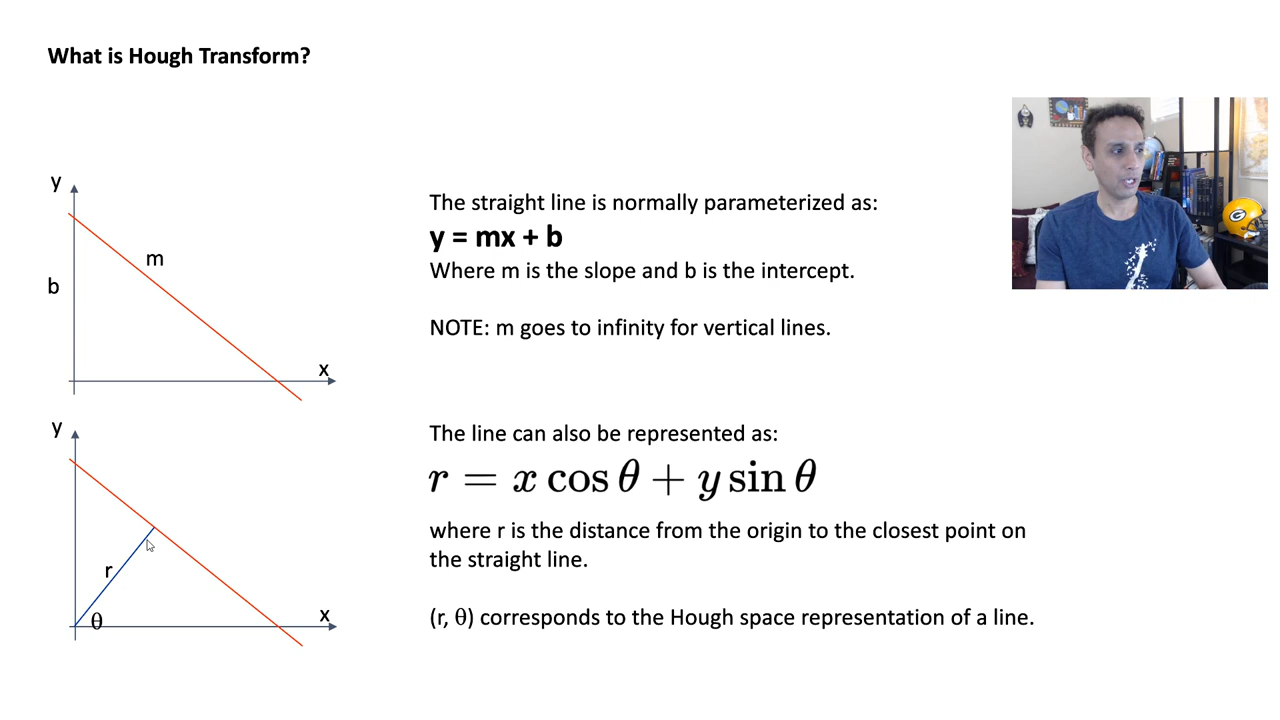 What is Hough Transform?
y
m
b
x
The straight line is normally parameterized as:
y = mx + b
Where m is the slope and b is the intercept.
NOTE: m goes to infinity for vertical lines.
y
r
θ
x
The line can also be represented as:
r = x cos θ + y sin θ
where r is the distance from the origin to the closest point on
the straight line.
(r, θ) corresponds to the Hough space representation of a line.
G